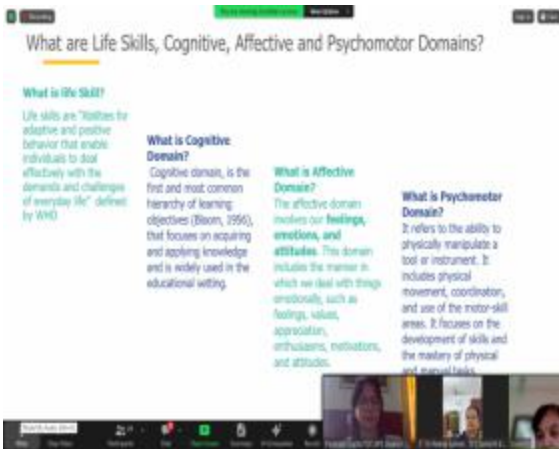 What are Life Skills, Cognitive, Affective and Psychomotor Domains?
What is life Skill?
Life skills are "Abilities for
adaptive and positive
behavior that enable
individuals to deal
effectively with the
demands and challenges
of everyday life" defined
by WHO
What is Cognitive
Domain?
Cognitive domain, is the
first and most common
hierarchy of learning
objectives (Bloom, 1956),
that focuses on acquiring
and applying knowledge
and is widely used in the
educational setting.
What is Affective
Domain?
The affective domain
involves our feelings,
emotions, and
attitudes. This domain
includes the manner in
which we deal with things
emotionally, such as
feelings, values,
appreciation,
enthusiasms, motivations,
and attitudes.
What is Psychomotor
Domain?
It refers to the ability to
physically manipulate a
tool or instrument. It
includes physical
movement, coordination,
and use of the motor-skill
areas. It focuses on the
development of skills and
the mastery of physical
and manual tasks